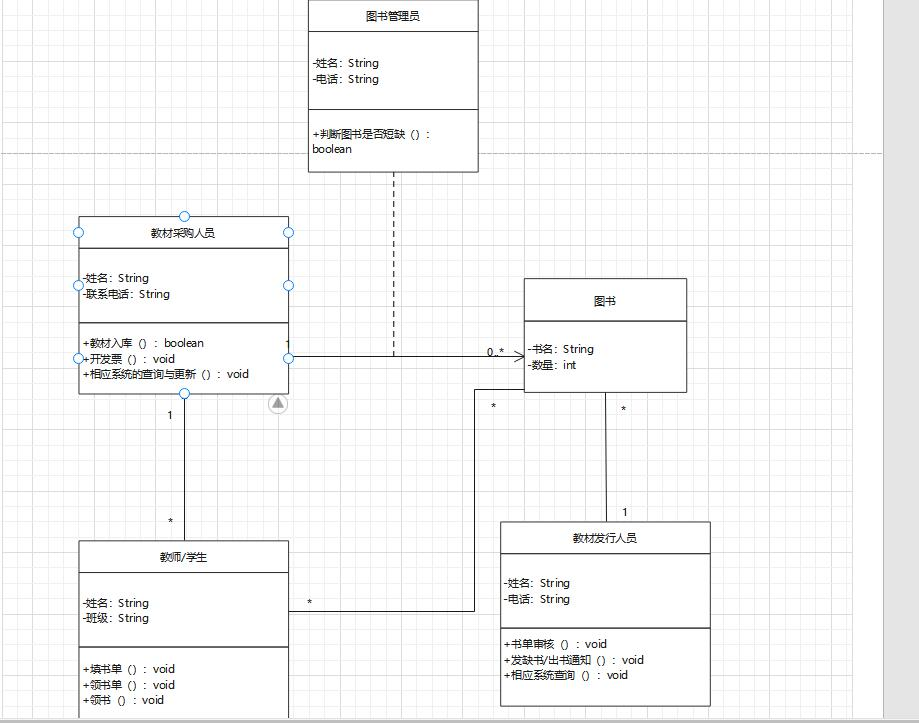 图书管理员
-姓名：String
-电话：String
+判断图书是否短缺（）：
boolean
教材采购人员
-姓名：String
-联系电话：String
+教材入库（）：boolean
+开发票（）：void
+相应系统的查询与更新（）：void
1
0..*
图书
-书名：String
-数量：int
1
*
*
*
1
*
教师/学生
-姓名：String
-班级：String
+填书单（）：void
+领书单（）：void
+领书（）：void
教材发行人员
-姓名：String
-电话：String
+书单审核（）：void
+发缺书/出书通知（）：void
+相应系统查询（）：void